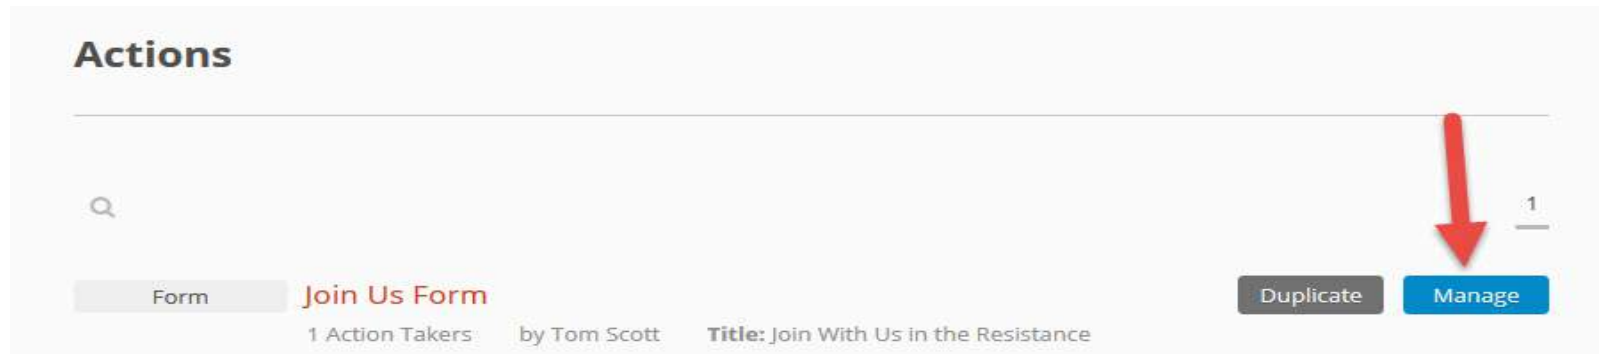 Actions
1
Form Join Us Form Duplicate Manage
1 Action Takers by Tom Scott Title: Join With Us in the Resistance